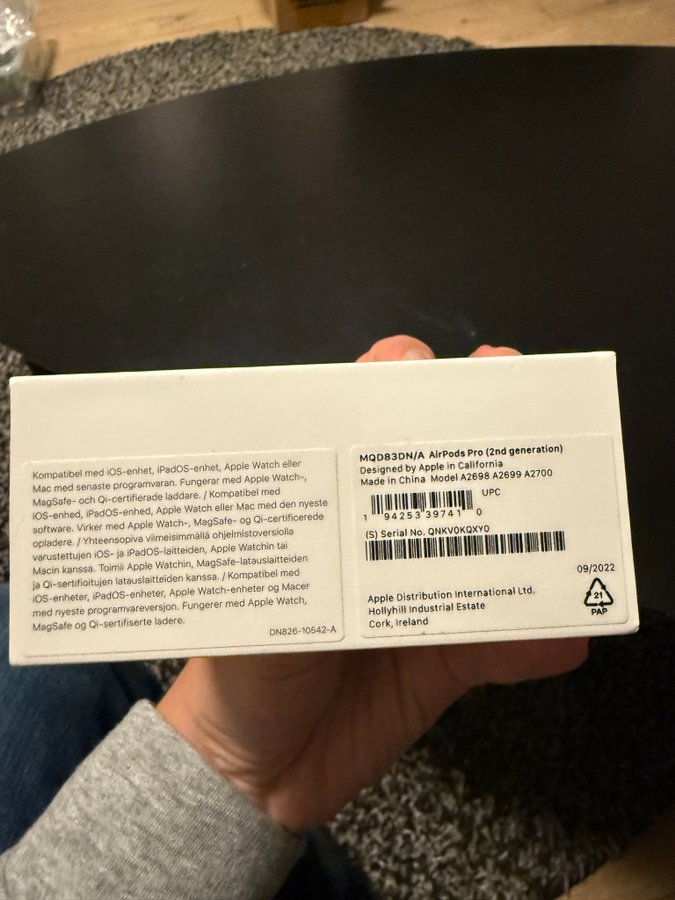 Kompatibel med iOS-enhet, iPadOS-enhet, Apple Watch eller
Mac med senaste programvaran. Fungerar med Apple Watch-,
MagSafe- och Qi-certifierade laddare. / Kompatibel med
iOS-enhed, iPadOS-enhed, Apple Watch eller Mac med den nyeste
software. Virker med Apple Watch-, MagSafe- og Qi-certificerede
opladere. / Yhteensopiva viimeisimmällä ohjelmistoversiolla
varustettujen iOS- ja iPadOS-laitteiden, Apple Watchin tai
Macin kanssa. Toimii Apple Watchin, MagSafe-latauslaitteiden
ja Qi-sertifioitujen latauslaitteiden kanssa. / Kompatibel med
iOS-enheter, iPadOS-enheter, Apple Watch-enheter og Macer
med nyeste programvareversjon. Fungerer med Apple Watch,
MagSafe og Qi-sertifiserte ladere.
DN826-10542-A
MQD83DN/A AirPods Pro (2nd generation)
Designed by Apple in California
Made in China Model A2698 A2699 A2700
UPC
1 94253 39741 0
(S) Serial No. QNKV0KQXY0
09/2022
Apple Distribution International Ltd.
Hollyhill Industrial Estate
Cork, Ireland
21
PAP